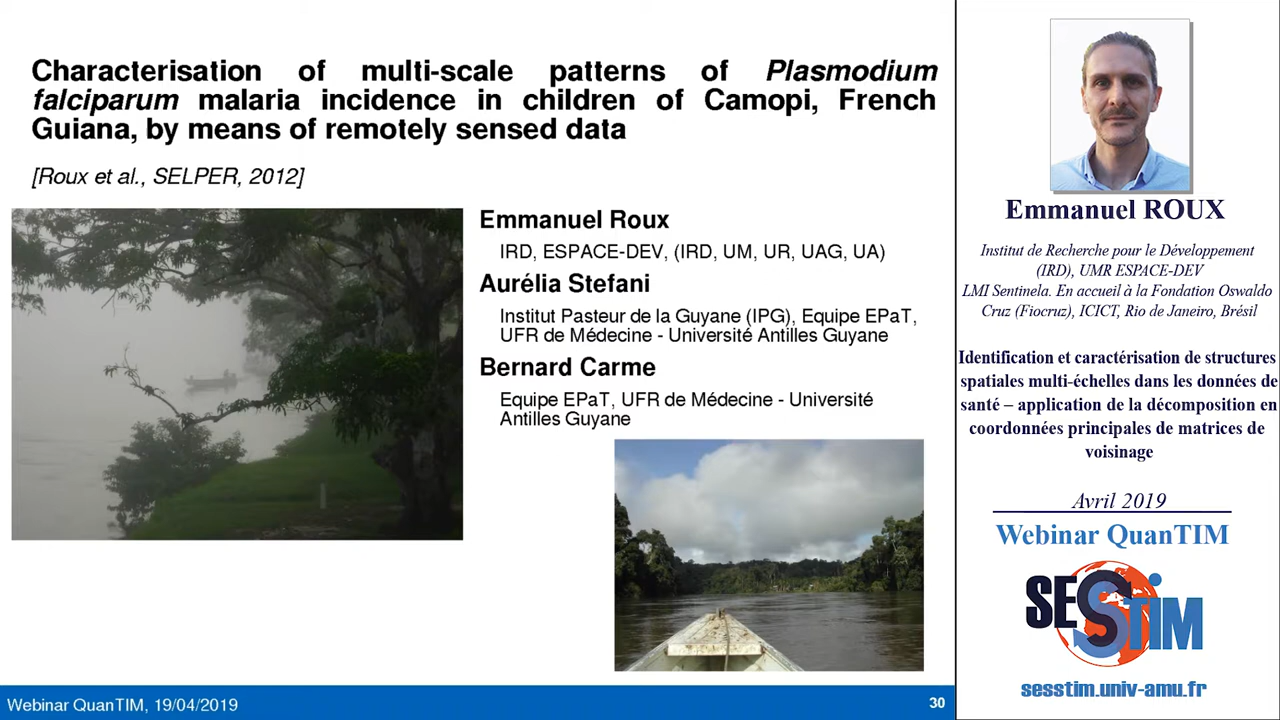 Characterisation of multi-scale patterns of Plasmodium
falciparum malaria incidence in children of Camopi, French
Guiana, by means of remotely sensed data
[Roux et al., SELPER, 2012]
Emmanuel Roux
IRD, ESPACE-DEV, (IRD, UM, UR, UAG, UA)
Aurélia Stefani
Institut Pasteur de la Guyane (IPG), Equipe EPaT,
UFR de Médecine - Université Antilles Guyane
Bernard Carme
Equipe EPaT, UFR de Médecine - Université
Antilles Guyane
Webinar QuanTIM, 19/04/2019
30
Emmanuel ROUX
Institut de Recherche pour le Développement
(IRD), UMR ESPACE-DEV
LMI Sentinela. En accueil à la Fondation Oswaldo
Cruz (Fiocruz), ICICT, Rio de Janeiro, Brésil
Identification et caractérisation de structures
spatiales multi-échelles dans les données de
santé – application de la décomposition en
coordonnées principales de matrices de
voisinage
Avril 2019
Webinar QuanTIM
SESSTIM
sesstim.univ-amu.fr